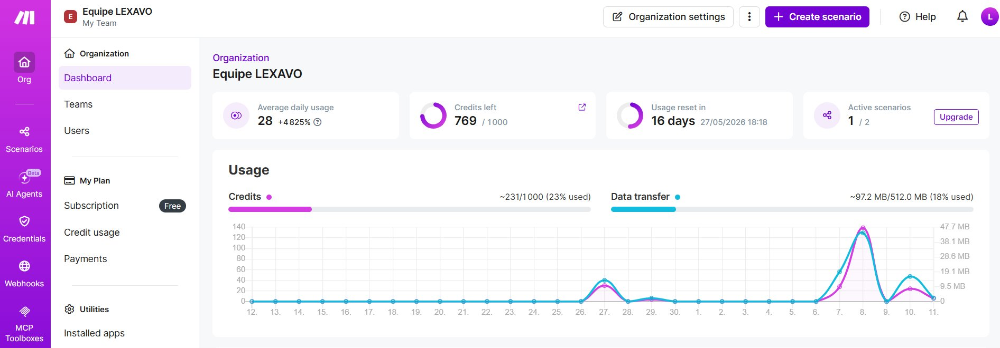 E
Equipe LEXAVO
My Team
Organization settings
Create scenario
Help
L
Org
Scenarios
Beta
AI Agents
Credentials
Webhooks
MCP
Toolboxes
Organization
Dashboard
Teams
Users
My Plan
Subscription
Free
Credit usage
Payments
Utilities
Installed apps
Organization
Equipe LEXAVO
Average daily usage
28 +4 825% ?
Credits left
769 / 1 000
Usage reset in
16 days 27/05/2026 18:18
Active scenarios
1 / 2
Upgrade
Usage
Credits ~231/1 000 (23% used)
Data transfer ~97.2 MB/512.0 MB (18% used)
140
120
100
80
60
40
20
0
47.7 MB
38.1 MB
28.6 MB
19.1 MB
9.5 MB
0
12. 13. 14. 15. 16. 17. 18. 19. 20. 21. 22. 23. 24. 25. 26. 27. 28. 29. 30. 1. 2. 3. 4. 5. 6. 7. 8. 9. 10. 11.